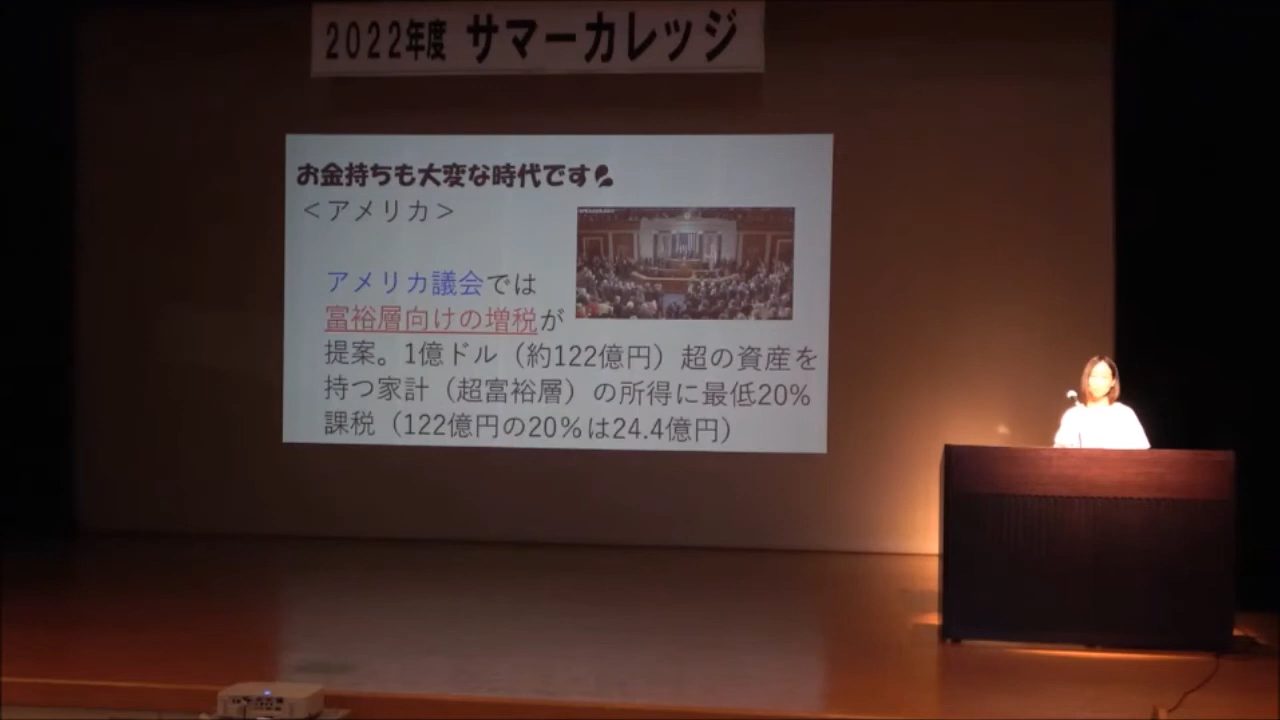 2022年度 サマーカレッジ
お金持ちも大変な時代です
＜アメリカ＞
アメリカ議会では
富裕層向けの増税が
提案。1億ドル（約122億円）超の資産を
持つ家計（超富裕層）の所得に最低20%
課税（122億円の20%は24.4億円）